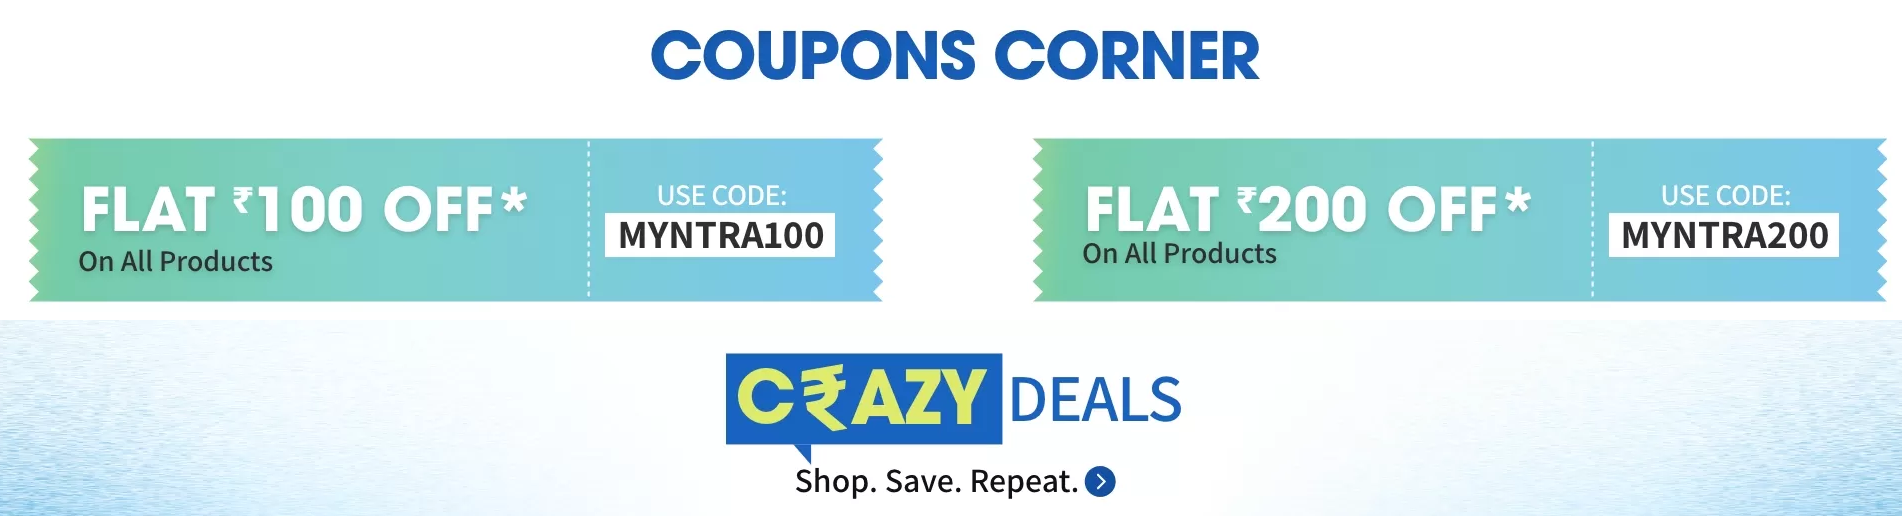 COUPONS CORNER
FLAT ₹100 OFF*
On All Products
USE CODE:
MYNTRA100
FLAT ₹200 OFF*
On All Products
USE CODE:
MYNTRA200
C₹AZY DEALS
Shop. Save. Repeat.